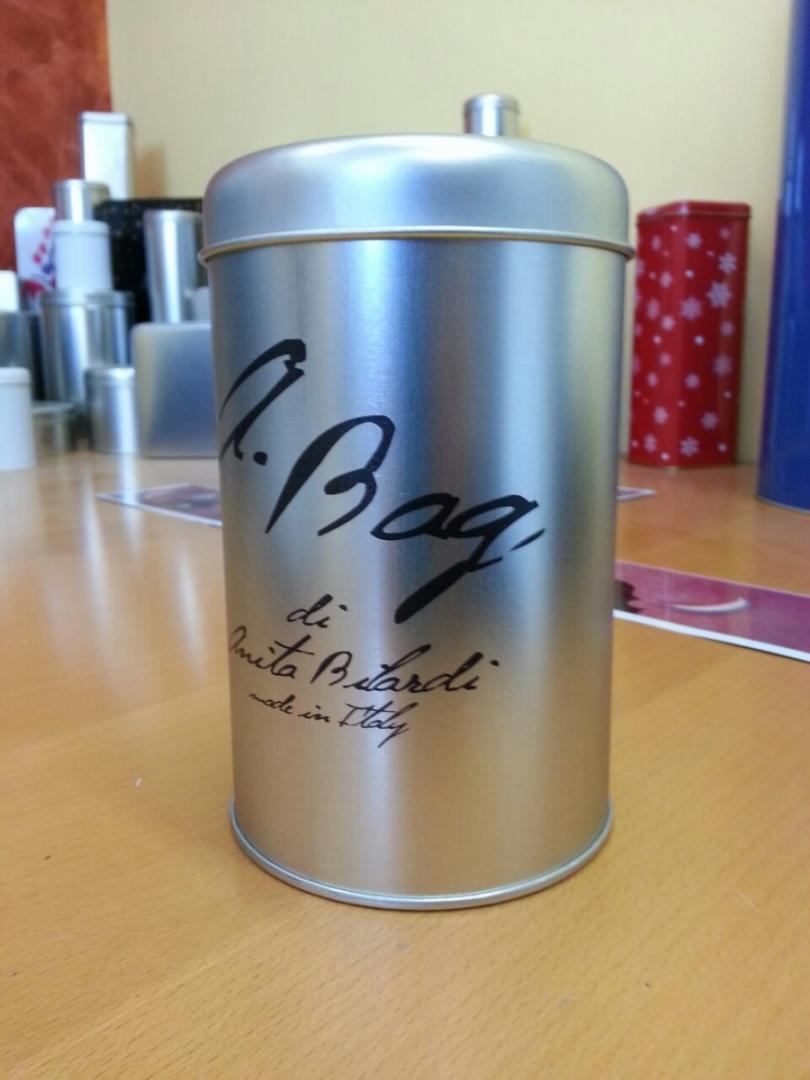 A. Bag,
di
Anita Bilardi
made in Italy